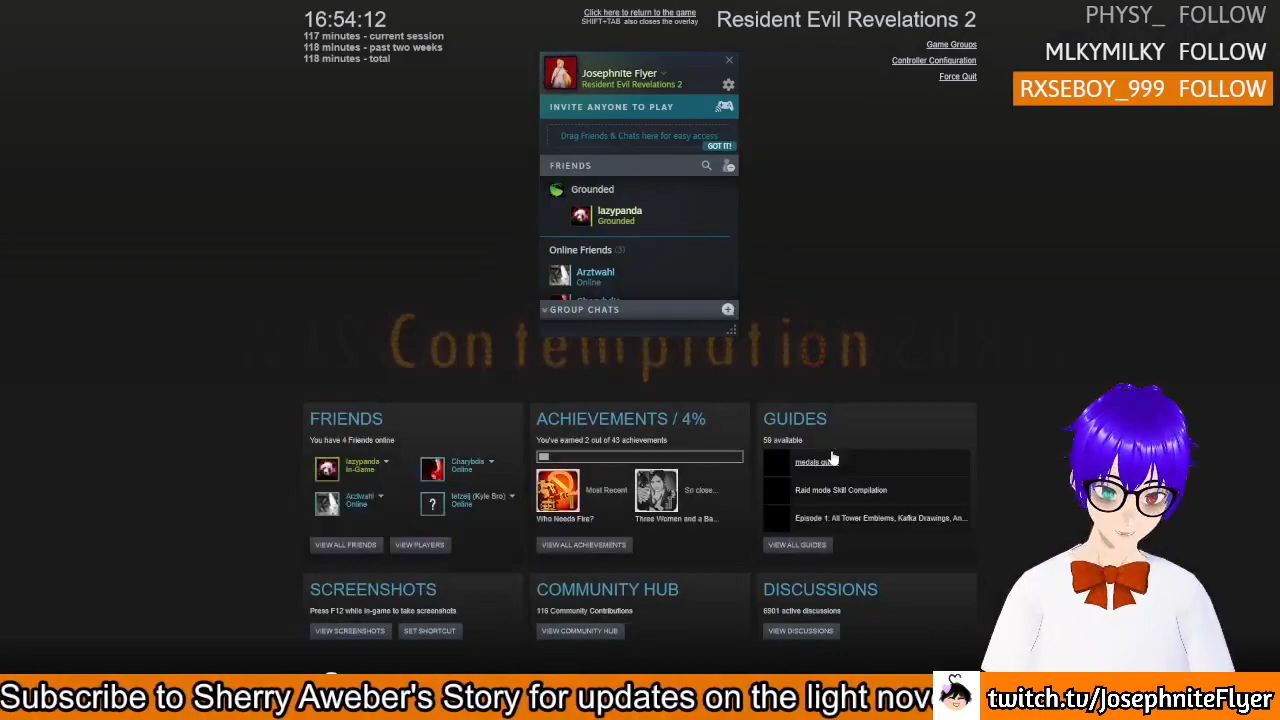 16:54:12
117 minutes - current session
118 minutes - past two weeks
118 minutes - total
Click here to return to the game
SHIFT+TAB also closes the overlay
Resident Evil Revelations 2
Game Groups
Controller Configuration
Force Quit
PHYSY_ FOLLOW
MLKYMILKY FOLLOW
RXSEBOY_999 FOLLOW
Josephnite Flyer
Resident Evil Revelations 2
INVITE ANYONE TO PLAY
Drag Friends & Chats here for easy access
GOT IT!
FRIENDS
Grounded
lazypanda
Grounded
Online Friends (3)
Arztwahl
Online
GROUP CHATS
Contemplation
FRIENDS
You have 4 Friends online
lazypanda
In-Game
Charybdis
Online
Arztwahl
Online
?
(Kyle Bro)
Online
VIEW ALL FRIENDS
VIEW PLAYERS
ACHIEVEMENTS / 4%
You've earned 2 out of 43 achievements
Most Recent
So close...
Who Needs Fire?
Three Women and a Ba...
VIEW ALL ACHIEVEMENTS
GUIDES
59 available
medals
Raid mode Skill Compilation
Episode 1: All Tower Emblems, Kafka Drawings, An...
VIEW ALL GUIDES
SCREENSHOTS
Press F12 while in-game to take screenshots
VIEW SCREENSHOTS
SET SHORTCUT
COMMUNITY HUB
116 Community Contributions
VIEW COMMUNITY HUB
DISCUSSIONS
6901 active discussions
VIEW DISCUSSIONS
Subscribe to Sherry Aweber's Story for updates on the light nov
twitch.tv/JosephniteFlyer